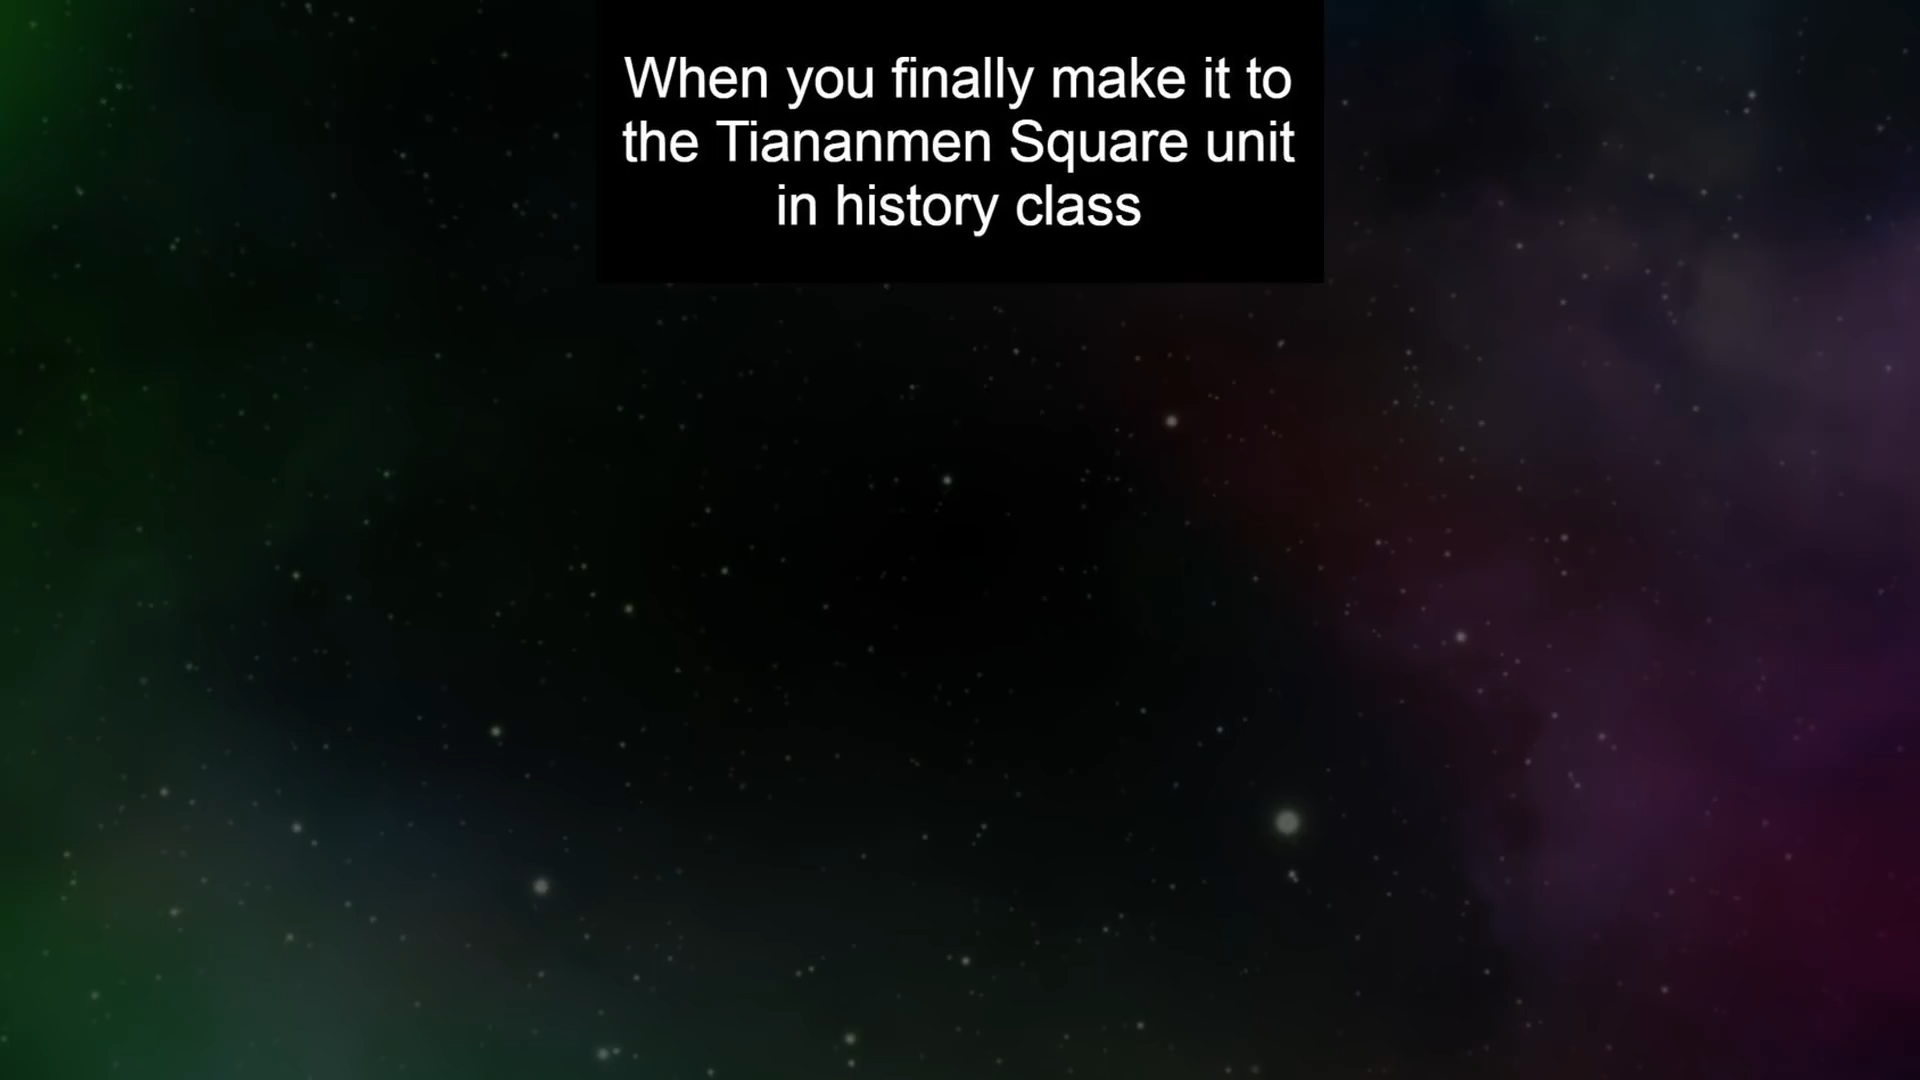 When you finally make it to
the Tiananmen Square unit
in history class